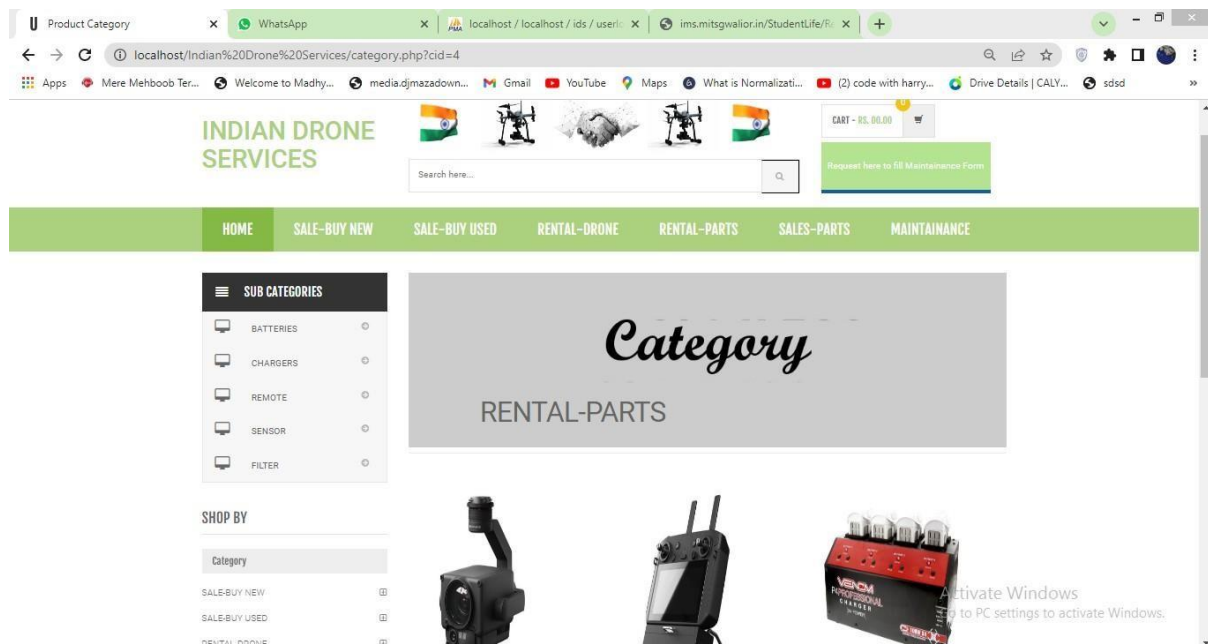 Product Category
WhatsApp
localhost / localhost / ids / userlo
ims.mitsgwalior.in/StudentLife/Re
localhost/Indian%20Drone%20Services/category.php?cid=4
Apps
Mere Mehboob Ter...
Welcome to Madhy...
media.djmazadown...
Gmail
YouTube
Maps
What is Normalizati...
(2) code with harry...
Drive Details | CALY...
sdsd
»
INDIAN DRONE
SERVICES
CART - RS. 00.00
0
Search here...
Request here to fill Maintainance Form
HOME
SALE-BUY NEW
SALE-BUY USED
RENTAL-DRONE
RENTAL-PARTS
SALES-PARTS
MAINTAINANCE
SUB CATEGORIES
BATTERIES
CHARGERS
REMOTE
SENSOR
FILTER
Category
RENTAL-PARTS
SHOP BY
Category
SALE-BUY NEW
SALE-BUY USED
RENTAL-DRONE
VENOM
PROFESSIONAL
CHARGER
Activate Windows
to PC settings to activate Windows.